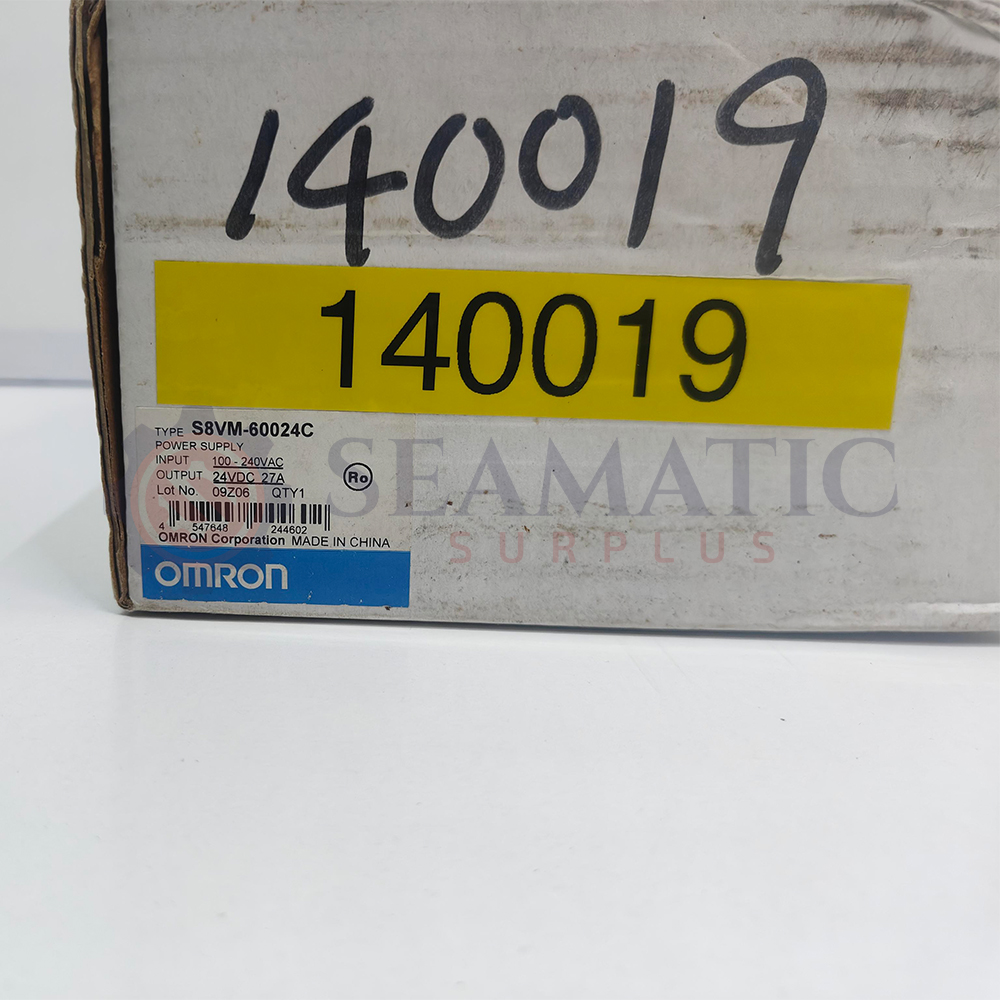 140019
140019
TYPE S8VM-60024C
POWER SUPPLY
INPUT 100 - 240VAC
OUTPUT 24VDC 27A
Lot No. 09Z06 QTY1
Ro
4 547648 244602
OMRON Corporation MADE IN CHINA
OMRON
SEAMATIC
SURPLUS